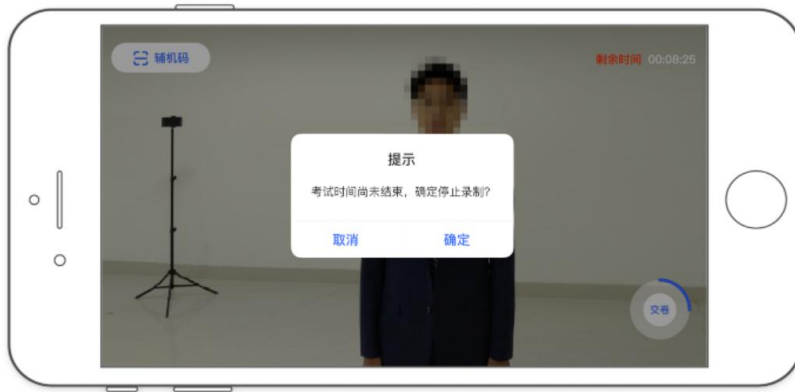 辅机码
剩余时间 00:08:25
提示
考试时间尚未结束，确定停止录制?
取消 确定
交卷